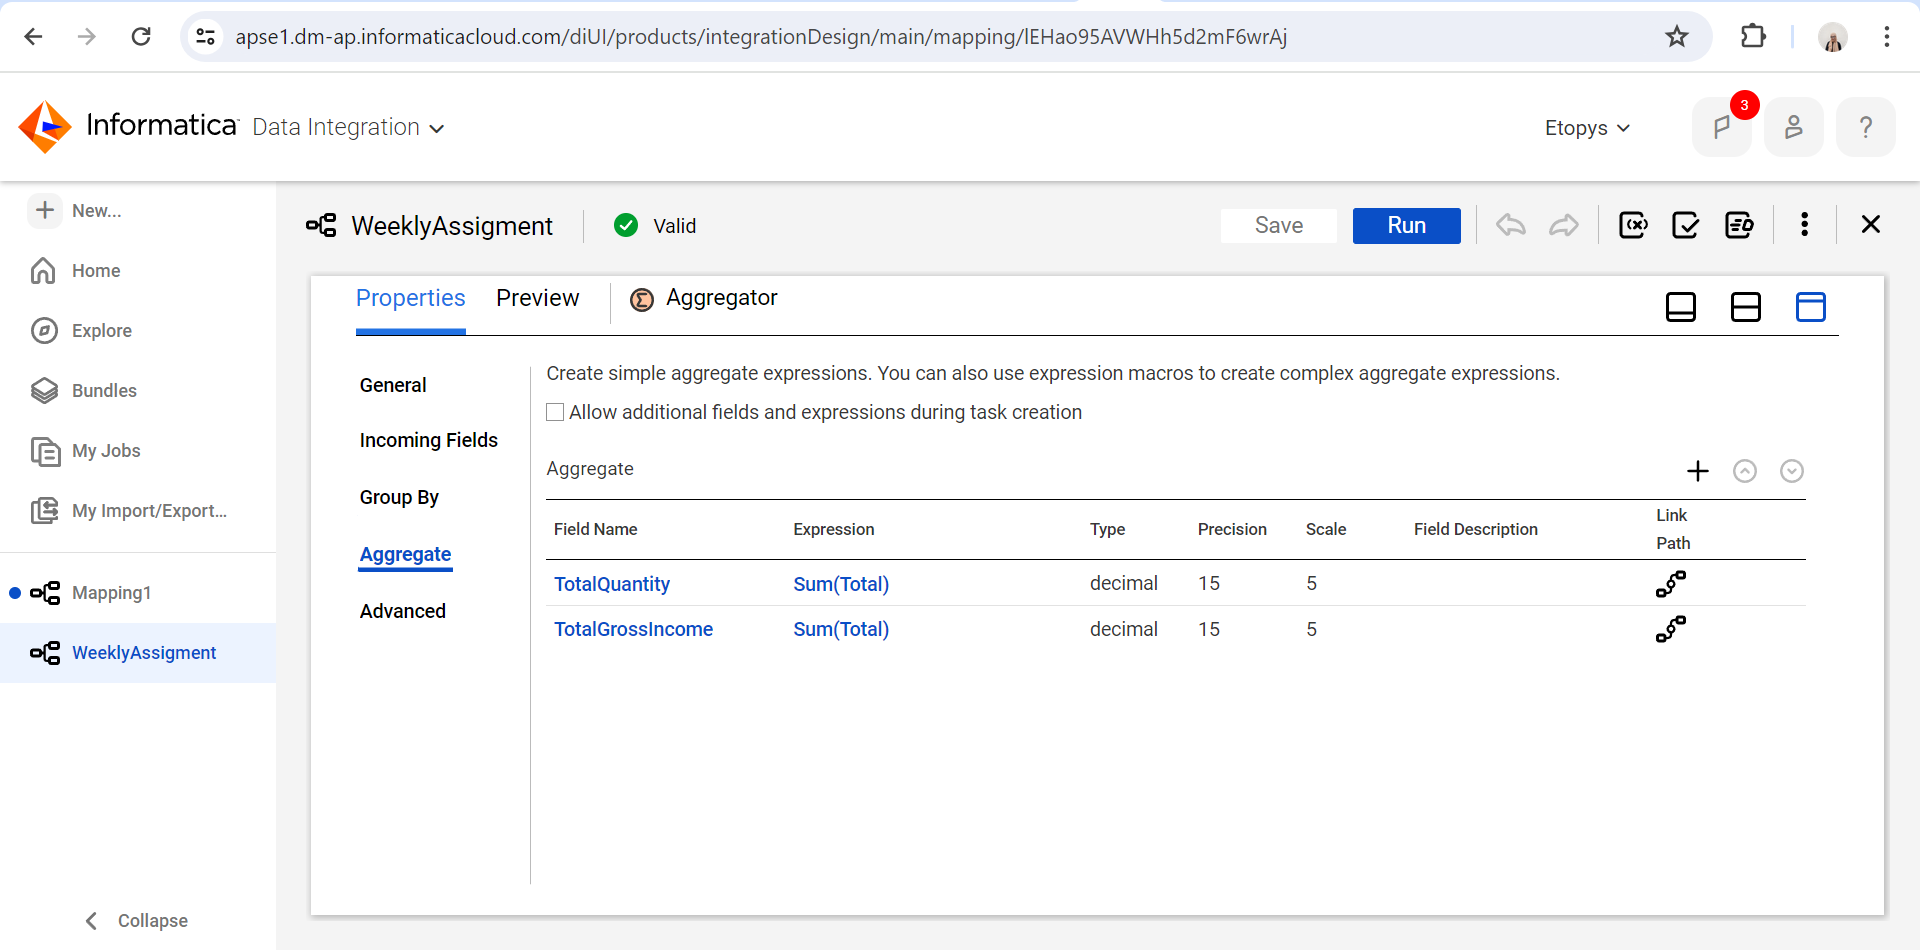 apse1.dm-ap.informaticacloud.com/diUI/products/integrationDesign/main/mapping/lEHao95AVWHh5d2mF6wrAj
Informatica Data Integration
Etopys
3
?
New...
Home
Explore
Bundles
My Jobs
My Import/Export...
Mapping1
WeeklyAssigment
Collapse
WeeklyAssigment
Valid
Save
Run
Properties
Preview
Aggregator
General
Incoming Fields
Group By
Aggregate
Advanced
Create simple aggregate expressions. You can also use expression macros to create complex aggregate expressions.
Allow additional fields and expressions during task creation
Aggregate
Field Name Expression Type Precision Scale Field Description Link Path
TotalQuantity Sum(Total) decimal 15 5
TotalGrossIncome Sum(Total) decimal 15 5